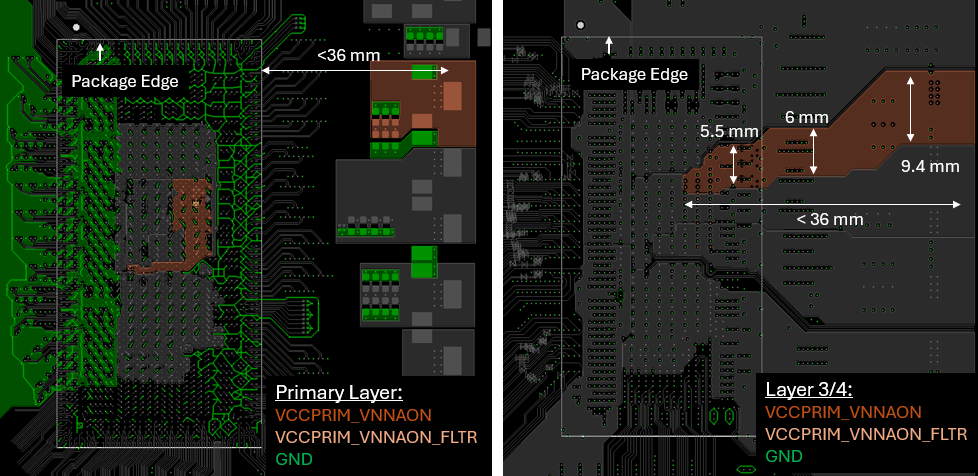 <36 mm
Package Edge
Primary Layer:
VCCPRIM_VNNAON
VCCPRIM_VNNAON_FLTR
GND
Package Edge
5.5 mm
6 mm
9.4 mm
< 36 mm
Layer 3/4:
VCCPRIM_VNNAON
VCCPRIM_VNNAON_FLTR
GND